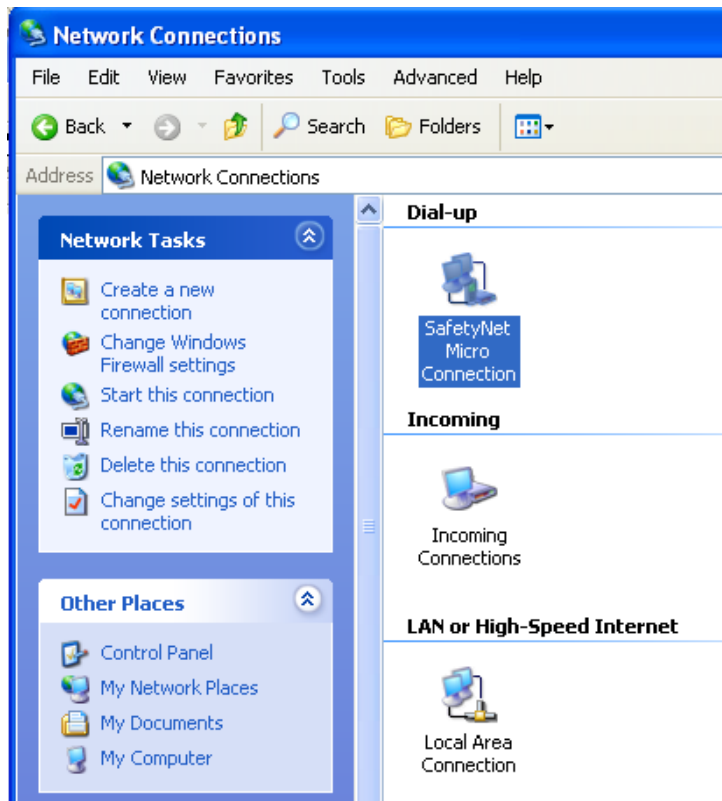 Network Connections
File Edit View Favorites Tools Advanced Help
Back Search Folders
Address Network Connections
Network Tasks
Create a new
connection
Change Windows
Firewall settings
Start this connection
Rename this connection
Delete this connection
Change settings of this
connection
Other Places
Control Panel
My Network Places
My Documents
My Computer
Dial-up
SafetyNet
Micro
Connection
Incoming
Incoming
Connections
LAN or High-Speed Internet
Local Area
Connection